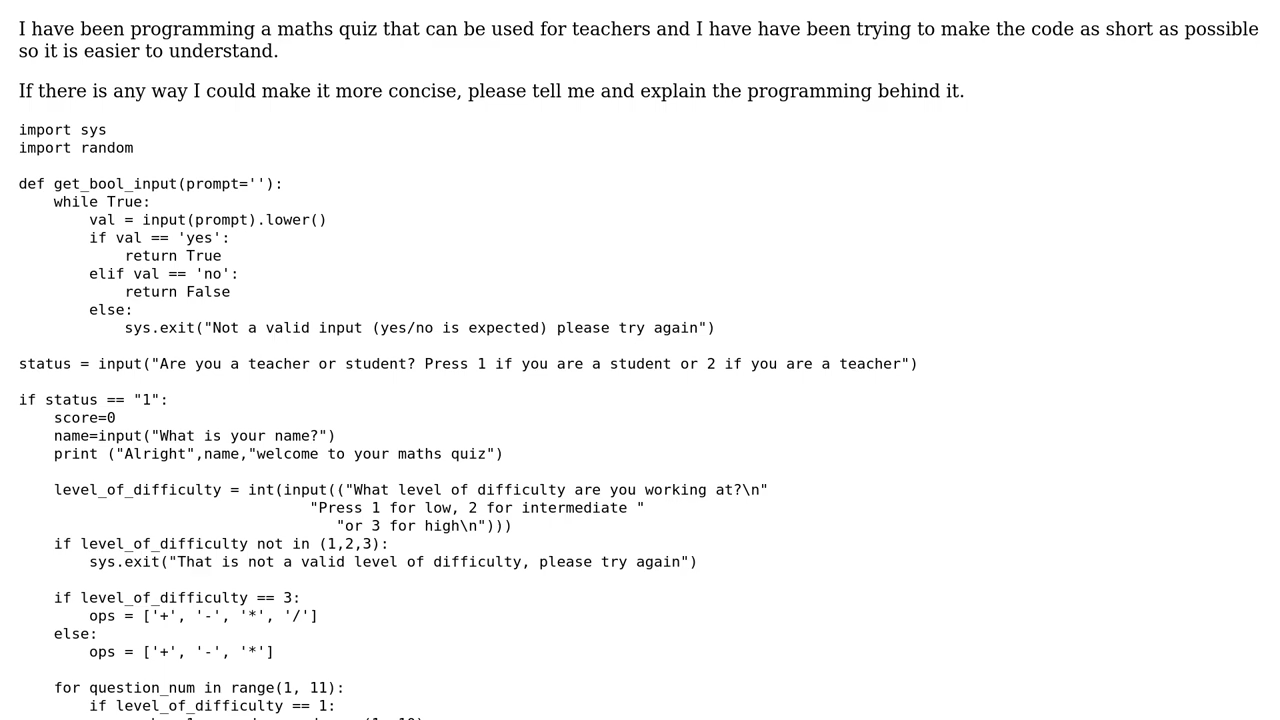 I have been programming a maths quiz that can be used for teachers and I have have been trying to make the code as short as possible
so it is easier to understand.
If there is any way I could make it more concise, please tell me and explain the programming behind it.
import sys
import random
def get_bool_input(prompt=''):
    while True:
        val = input(prompt).lower()
        if val == 'yes':
            return True
        elif val == 'no':
            return False
        else:
            sys.exit("Not a valid input (yes/no is expected) please try again")
status = input("Are you a teacher or student? Press 1 if you are a student or 2 if you are a teacher")
if status == "1":
    score=0
    name=input("What is your name?")
    print ("Alright",name,"welcome to your maths quiz")
    level_of_difficulty = int(input(("What level of difficulty are you working at?\n"
                                 "Press 1 for low, 2 for intermediate "
                                    "or 3 for high\n")))
    if level_of_difficulty not in (1,2,3):
        sys.exit("That is not a valid level of difficulty, please try again")
    if level_of_difficulty == 3:
        ops = ['+', '-', '*', '/']
    else:
        ops = ['+', '-', '*']
    for question_num in range(1, 11):
        if level_of_difficulty == 1: